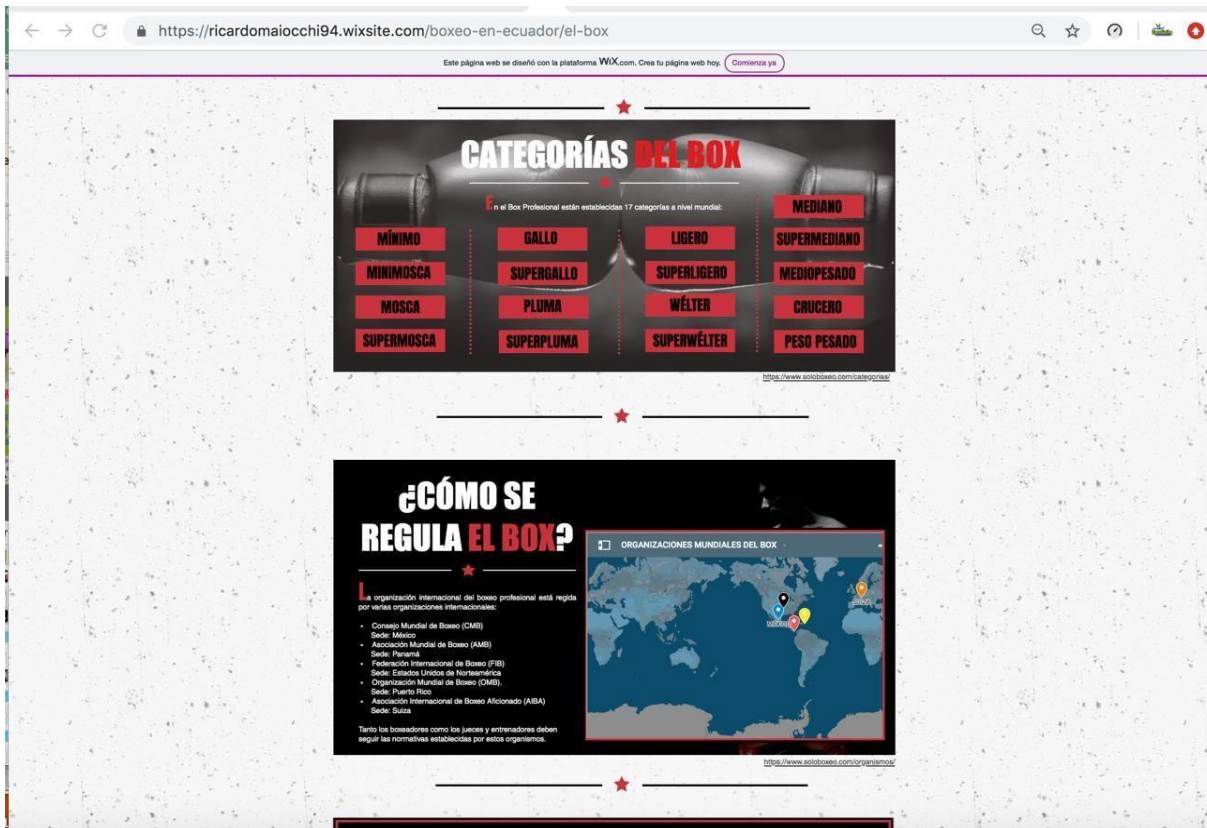 https://ricardomaiocchi94.wixsite.com/boxeo-en-ecuador/el-box
Este página web se diseñó con la plataforma WiX.com. Crea tu página web hoy. Comienza ya
CATEGORÍAS DEL BOX
En el Box Profesional están establecidas 17 categorías a nivel mundial:
MÍNIMO
MINIMOSCA
MOSCA
SUPERMOSCA
GALLO
SUPERGALLO
PLUMA
SUPERPLUMA
LIGERO
SUPERLIGERO
WÉLTER
SUPERWÉLTER
MEDIANO
SUPERMEDIANO
MEDIOPESADO
CRUCERO
PESO PESADO
https://www.soloboxeo.com/categorias/
¿CÓMO SE
REGULA EL BOX?
La organización internacional del boxeo profesional está regida
por varias organizaciones internacionales:
• Consejo Mundial de Boxeo (CMB)
Sede: México
• Asociación Mundial de Boxeo (AMB)
Sede: Panamá
• Federación Internacional de Boxeo (FIB)
Sede: Estados Unidos de Norteamérica
• Organización Mundial de Boxeo (OMB).
Sede: Puerto Rico
• Asociación Internacional de Boxeo Aficionado (AIBA)
Sede: Suiza
Tanto los boxeadores como los jueces y entrenadores deben
seguir las normativas establecidas por estos organismos.
ORGANIZACIONES MUNDIALES DEL BOX
MÉXICO
SUIZA
https://www.soloboxeo.com/organismos/